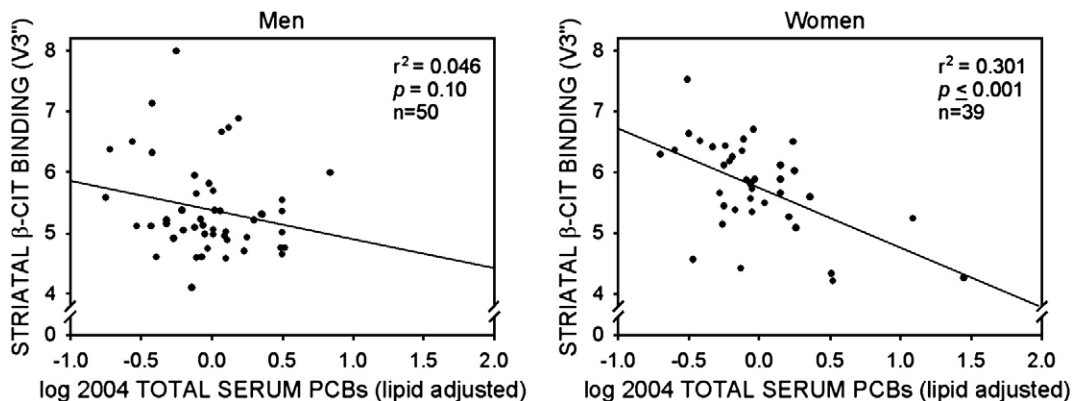 Men
STRIATAL β-CIT BINDING (V3")
8
7
6
5
4
0
r² = 0.046
p = 0.10
n=50
-1.0 -0.5 0.0 0.5 1.0 1.5 2.0
log 2004 TOTAL SERUM PCBs (lipid adjusted)
Women
STRIATAL β-CIT BINDING (V3")
8
7
6
5
4
0
r² = 0.301
p ≤ 0.001
n=39
-1.0 -0.5 0.0 0.5 1.0 1.5 2.0
log 2004 TOTAL SERUM PCBs (lipid adjusted)